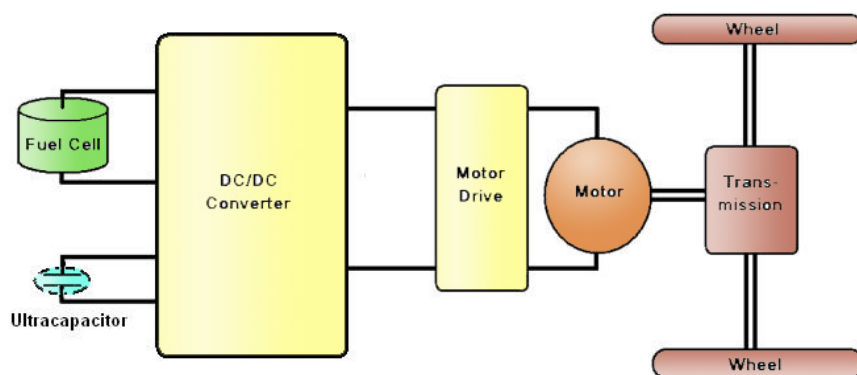 Wheel
Fuel Cell
DC/DC
Converter
Motor
Drive
Motor
Trans-
mission
Ultracapacitor
Wheel